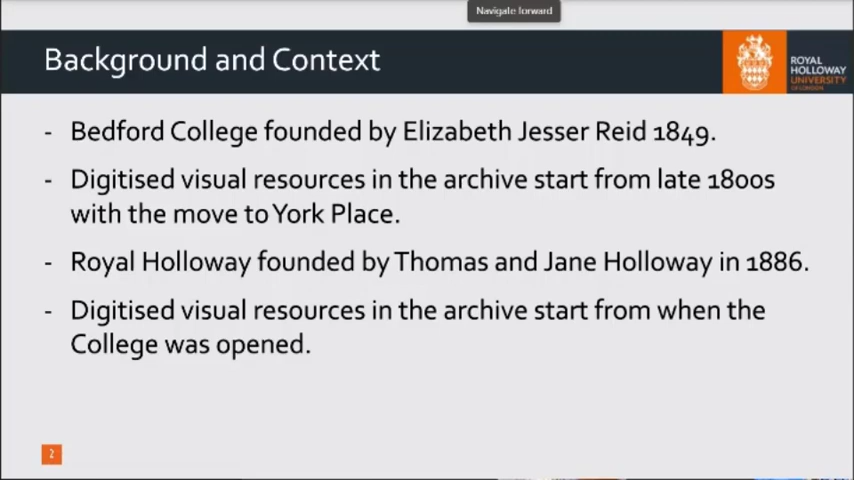 Navigate forward
Background and Context
ROYAL
HOLLOWAY
UNIVERSITY
OF LONDON
- Bedford College founded by Elizabeth Jesser Reid 1849.
- Digitised visual resources in the archive start from late 1800s
with the move to York Place.
- Royal Holloway founded by Thomas and Jane Holloway in 1886.
- Digitised visual resources in the archive start from when the
College was opened.
2